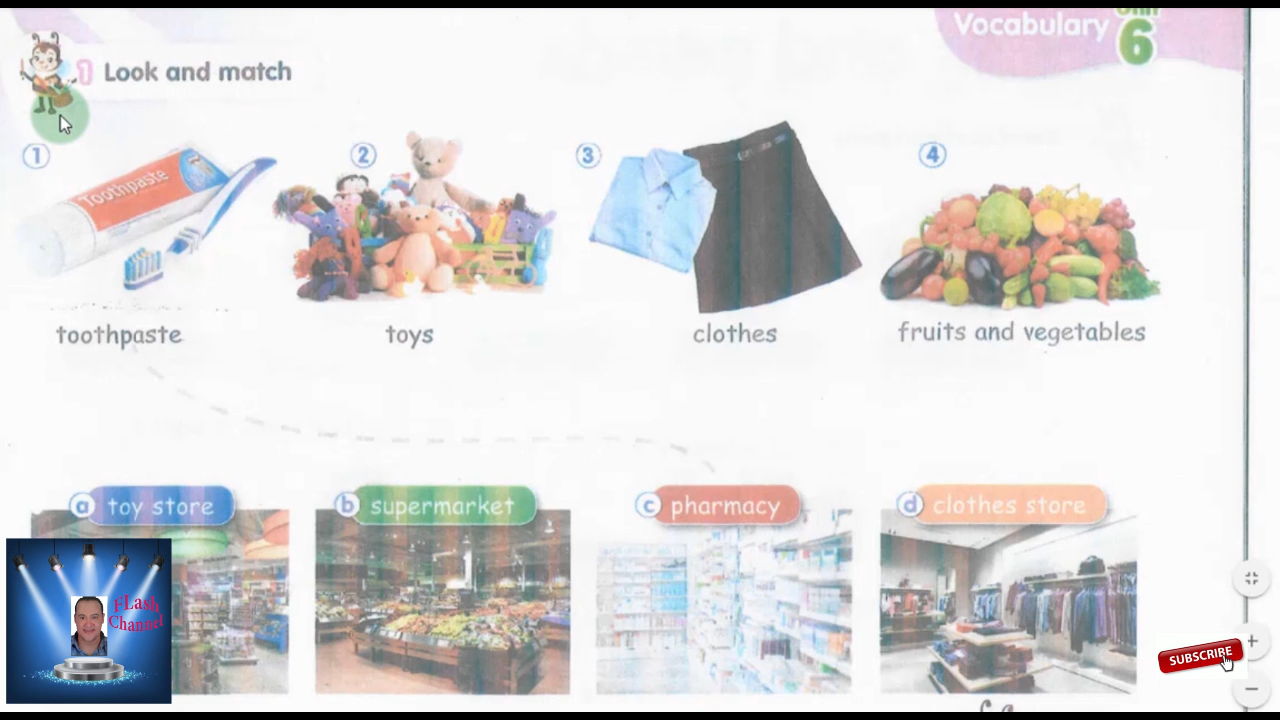 Vocabulary
Unit
6
1 Look and match
1
2
3
4
Toothpaste
toothpaste
toys
clothes
fruits and vegetables
a toy store
b supermarket
c pharmacy
d clothes store
FLash
Channel
SUBSCRIBE